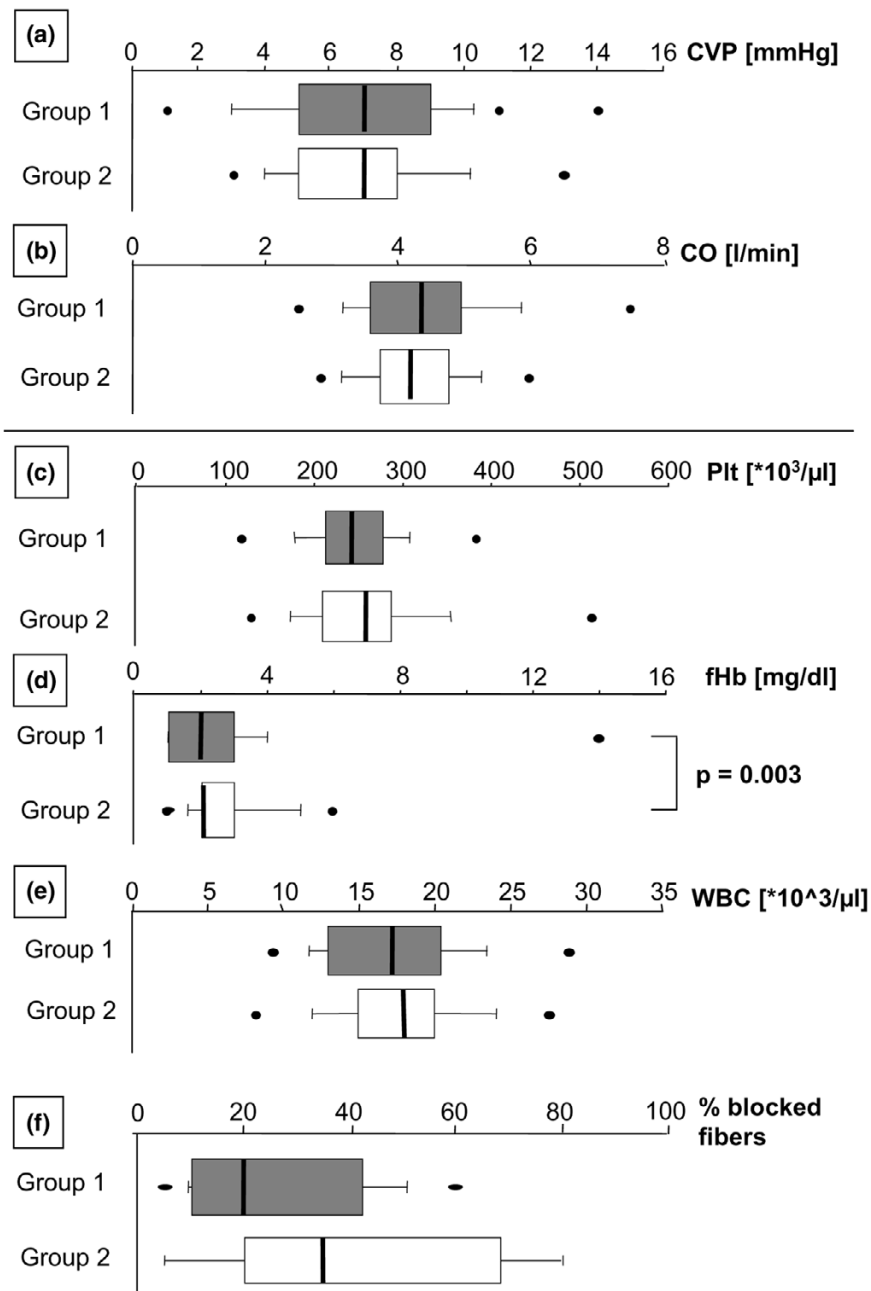 (a)
0 2 4 6 8 10 12 14 16 CVP [mmHg]
Group 1
Group 2
(b)
0 2 4 6 8 CO [l/min]
Group 1
Group 2
(c)
0 100 200 300 400 500 600 Plt [*10³/µl]
Group 1
Group 2
(d)
0 4 8 12 16 fHb [mg/dl]
Group 1
p = 0.003
Group 2
(e)
0 5 10 15 20 25 30 35 WBC [*10^3/µl]
Group 1
Group 2
(f)
0 20 40 60 80 100 % blocked
fibers
Group 1
Group 2